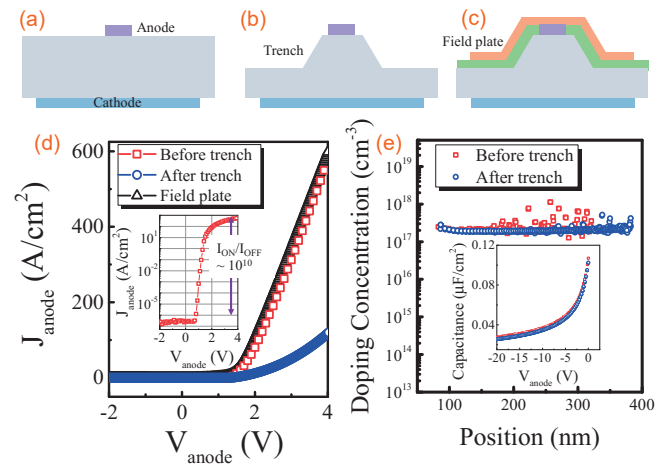 (a)
Anode
Cathode
(b)
Trench
(c)
Field plate
(d)
600
400
200
0
-2
0
2
4
J_anode (A/cm²)
V_anode (V)
Before trench
After trench
Field plate
J_anode (A/cm²)
10¹
10⁻²
10⁻⁵
-2
0
2
4
V_anode (V)
I_ON/I_OFF
~ 10¹⁰
(e)
Doping Concentration (cm⁻³)
10¹⁹
10¹⁸
10¹⁷
10¹⁶
10¹⁵
10¹⁴
10¹³
100
200
300
400
Position (nm)
Before trench
After trench
Capacitance (μF/cm²)
0.12
0.08
0.04
-20
-15
-10
-5
0
V_anode (V)